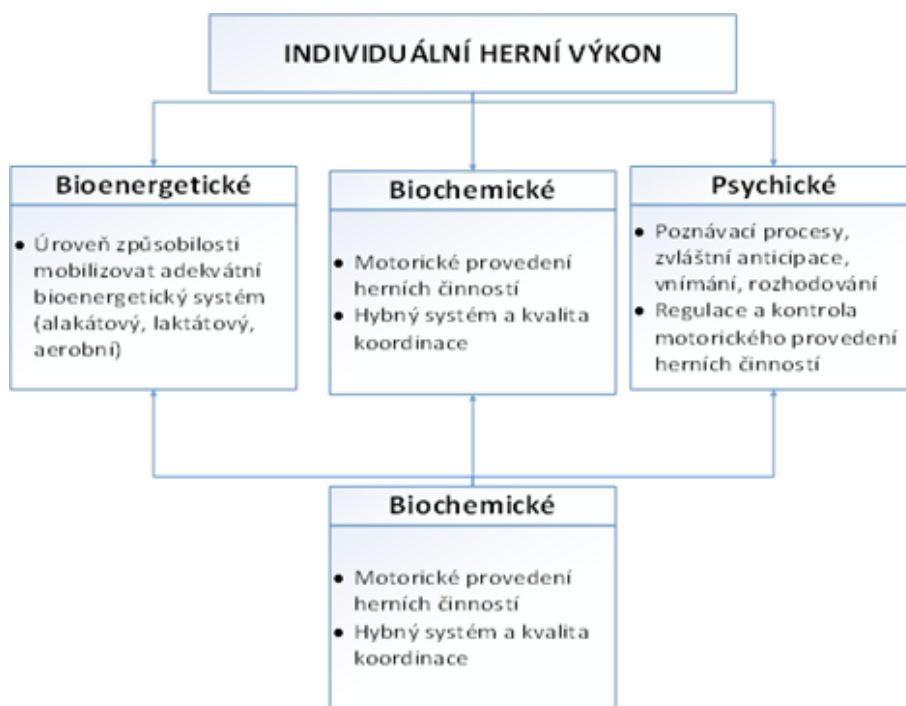 INDIVIDUÁLNÍ HERNÍ VÝKON
Bioenergetické
• Úroveň způsobilosti
mobilizovat adekvátní
bioenergetický systém
(alakátový, laktátový,
aerobní)
Biochemické
• Motorické provedení
herních činností
• Hybný systém a kvalita
koordinace
Psychické
• Poznávací procesy,
zvláštní anticipace,
vnímání, rozhodování
• Regulace a kontrola
motorického provedení
herních činností
Biochemické
• Motorické provedení
herních činností
• Hybný systém a kvalita
koordinace